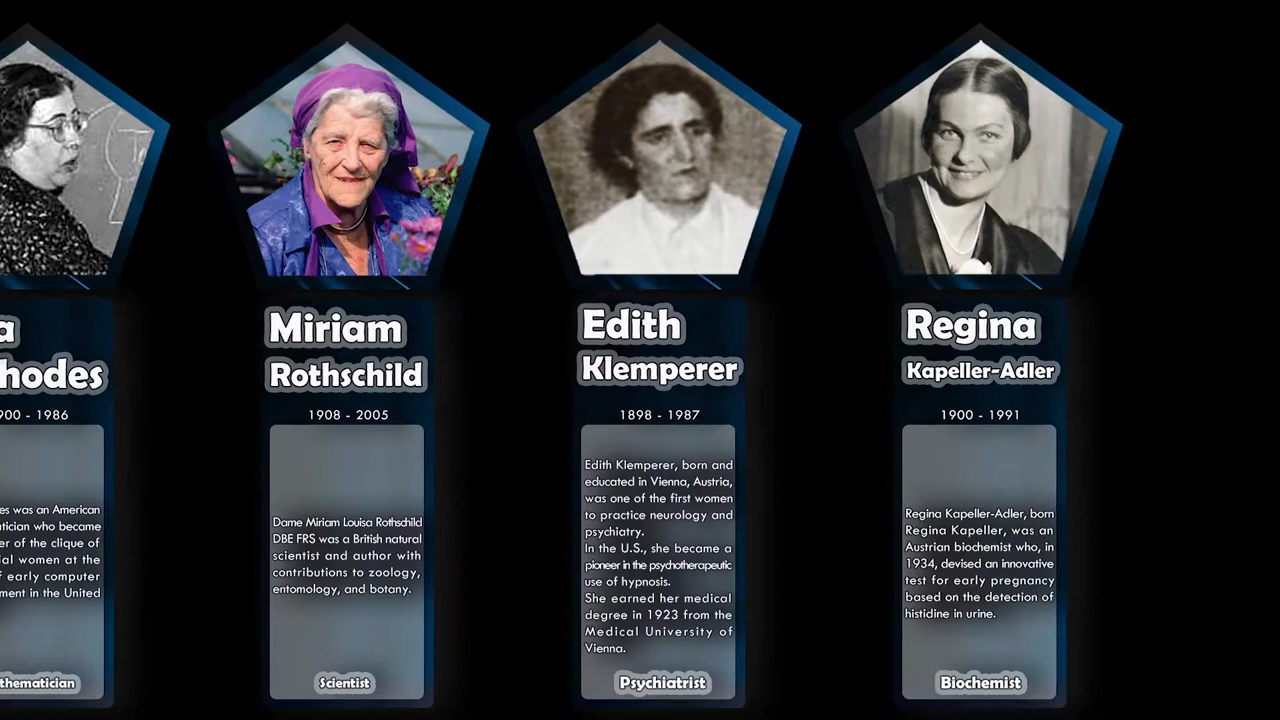 a
hodes
900 - 1986
es was an American
atician who became
er of the clique of
ial women at the
f early computer
ment in the United
thematician
Miriam
Rothschild
1908 - 2005
Dame Miriam Louisa Rothschild
DBE FRS was a British natural
scientist and author with
contributions to zoology,
entomology, and botany.
Scientist
Edith
Klemperer
1898 - 1987
Edith Klemperer, born and
educated in Vienna, Austria,
was one of the first women
to practice neurology and
psychiatry.
In the U.S., she became a
pioneer in the psychotherapeutic
use of hypnosis.
She earned her medical
degree in 1923 from the
Medical University of
Vienna.
Psychiatrist
Regina
Kapeller-Adler
1900 - 1991
Regina Kapeller-Adler, born
Regina Kapeller, was an
Austrian biochemist who, in
1934, devised an innovative
test for early pregnancy
based on the detection of
histidine in urine.
Biochemist